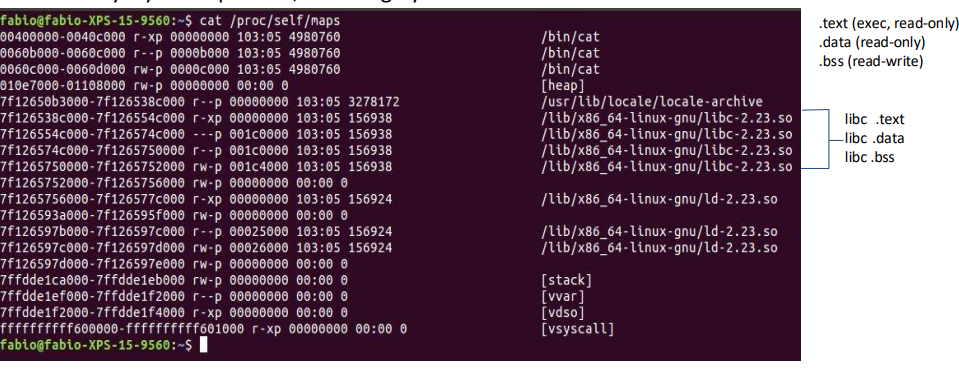 fabio@fabio-XPS-15-9560:~$ cat /proc/self/maps
00400000-0040c000 r-xp 00000000 103:05 4980760 /bin/cat
0060b000-0060c000 r--p 0000b000 103:05 4980760 /bin/cat
0060c000-0060d000 rw-p 0000c000 103:05 4980760 /bin/cat
010e7000-01108000 rw-p 00000000 00:00 0 [heap]
7f12650b3000-7f126538c000 r--p 00000000 103:05 3278172 /usr/lib/locale/locale-archive
7f126538c000-7f126554c000 r-xp 00000000 103:05 156938 /lib/x86_64-linux-gnu/libc-2.23.so
7f126554c000-7f126574c000 ---p 001c0000 103:05 156938 /lib/x86_64-linux-gnu/libc-2.23.so
7f126574c000-7f1265750000 r--p 001c0000 103:05 156938 /lib/x86_64-linux-gnu/libc-2.23.so
7f1265750000-7f1265752000 rw-p 001c4000 103:05 156938 /lib/x86_64-linux-gnu/libc-2.23.so
7f1265752000-7f1265756000 rw-p 00000000 00:00 0
7f1265756000-7f126577c000 r-xp 00000000 103:05 156924 /lib/x86_64-linux-gnu/ld-2.23.so
7f126593a000-7f126595f000 rw-p 00000000 00:00 0
7f126597b000-7f126597c000 r--p 00025000 103:05 156924 /lib/x86_64-linux-gnu/ld-2.23.so
7f126597c000-7f126597d000 rw-p 00026000 103:05 156924 /lib/x86_64-linux-gnu/ld-2.23.so
7f126597d000-7f126597e000 rw-p 00000000 00:00 0
7ffdde1ca000-7ffdde1eb000 rw-p 00000000 00:00 0 [stack]
7ffdde1ef000-7ffdde1f2000 r--p 00000000 00:00 0 [vvar]
7ffdde1f2000-7ffdde1f4000 r-xp 00000000 00:00 0 [vdso]
ffffffffff600000-ffffffffff601000 r-xp 00000000 00:00 0 [vsyscall]
fabio@fabio-XPS-15-9560:~$
.text (exec, read-only)
.data (read-only)
.bss (read-write)
libc .text
libc .data
libc .bss